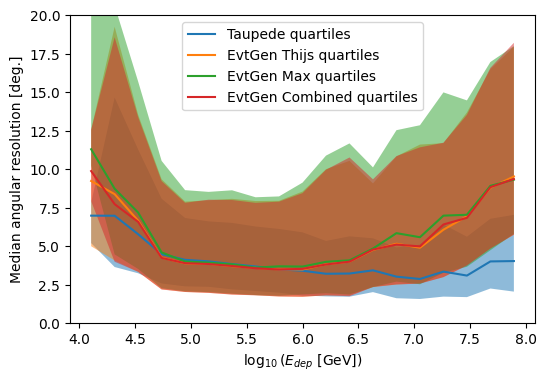 20.0
17.5
15.0
12.5
10.0
7.5
5.0
2.5
0.0
Median angular resolution [deg.]
Taupede quartiles
EvtGen Thijs quartiles
EvtGen Max quartiles
EvtGen Combined quartiles
4.0 4.5 5.0 5.5 6.0 6.5 7.0 7.5 8.0
log₁₀(E_dep [GeV])